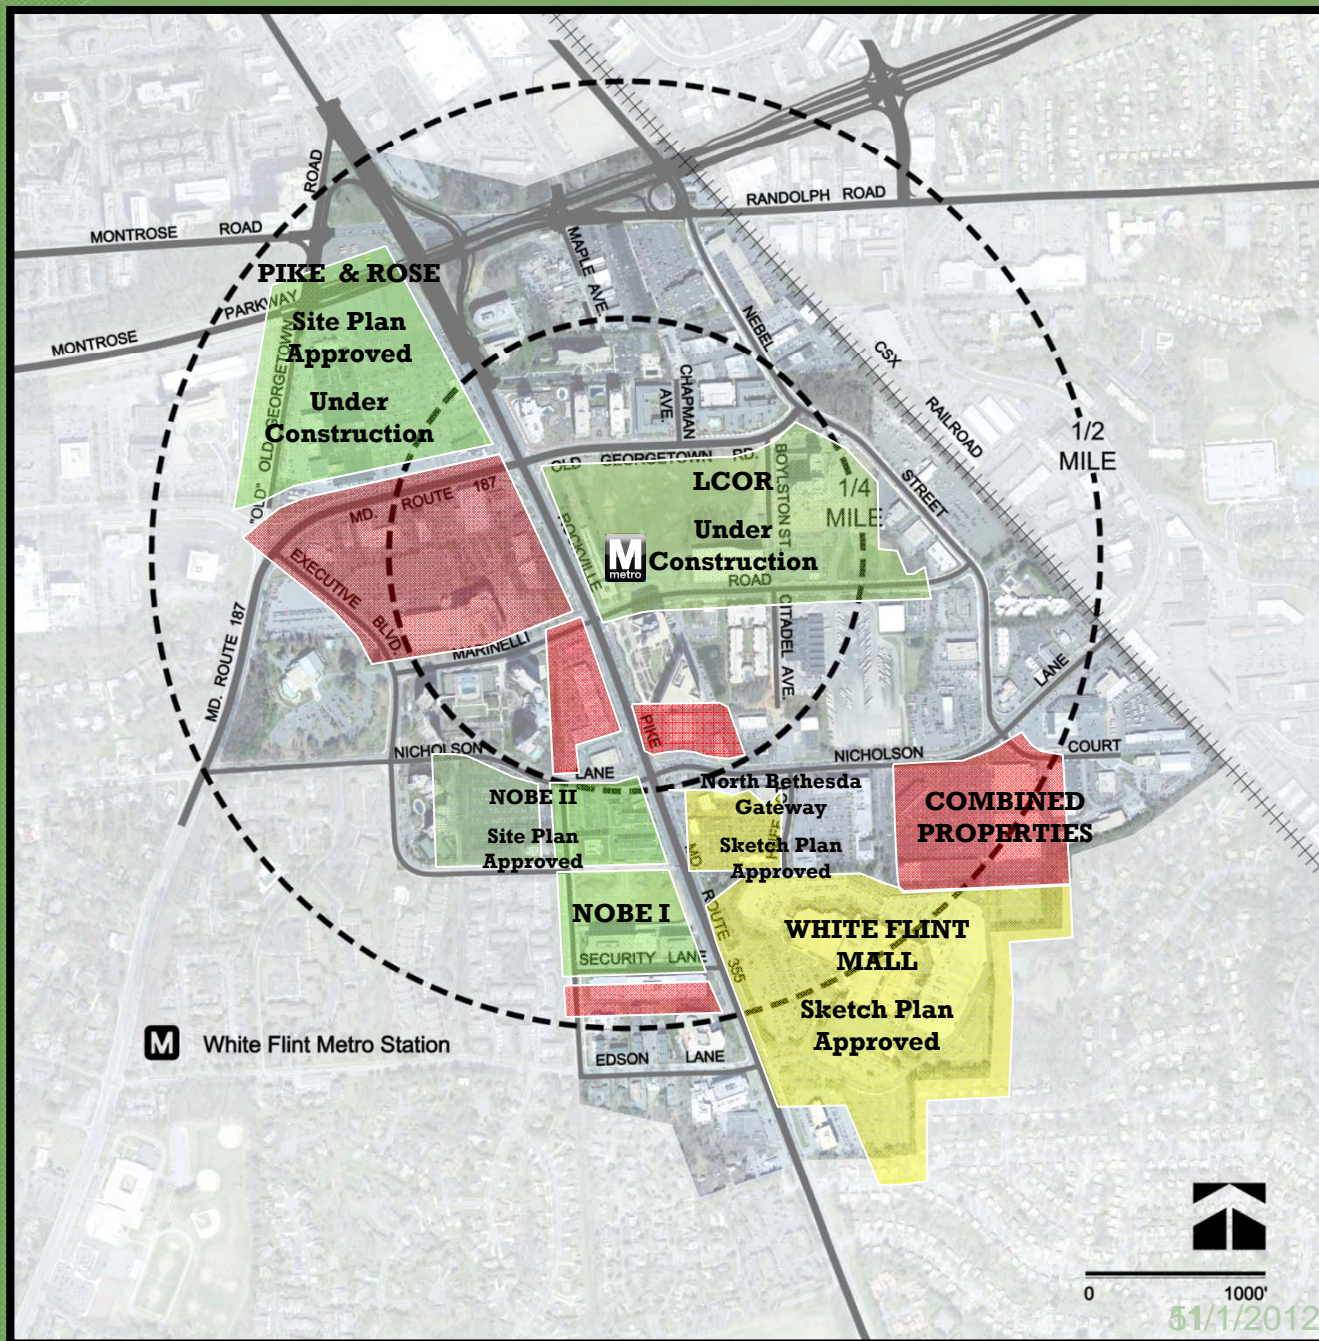 RANDOLPH ROAD
ROAD
MONTROSE ROAD
MAPLE AVE.
PIKE & ROSE
MONTROSE PARKWAY
Site Plan
Approved
Under
Construction
"OLD" OLD GEORGETOWN
NEBEL STREET
CSX RAILROAD
CHAPMAN AVE.
1/2
MILE
OLD GEORGETOWN RD.
BOYLSTON ST.
LCOR
1/4
MILE
Under
Construction
M
metro
MD. ROUTE 187
ROCKVILLE PIKE
EXECUTIVE BLVD.
MARINELLI ROAD
CITADEL AVE.
MD. ROUTE 187
NICHOLSON LANE
NICHOLSON LANE
COURT
NOBE II
Site Plan
Approved
North Bethesda
Gateway
Sketch Plan
Approved
COMBINED
PROPERTIES
MD. ROUTE 355
NOBE I
SECURITY LANE
WHITE FLINT
MALL
Sketch Plan
Approved
EDSON LANE
M White Flint Metro Station
0 1000'
11/1/2012